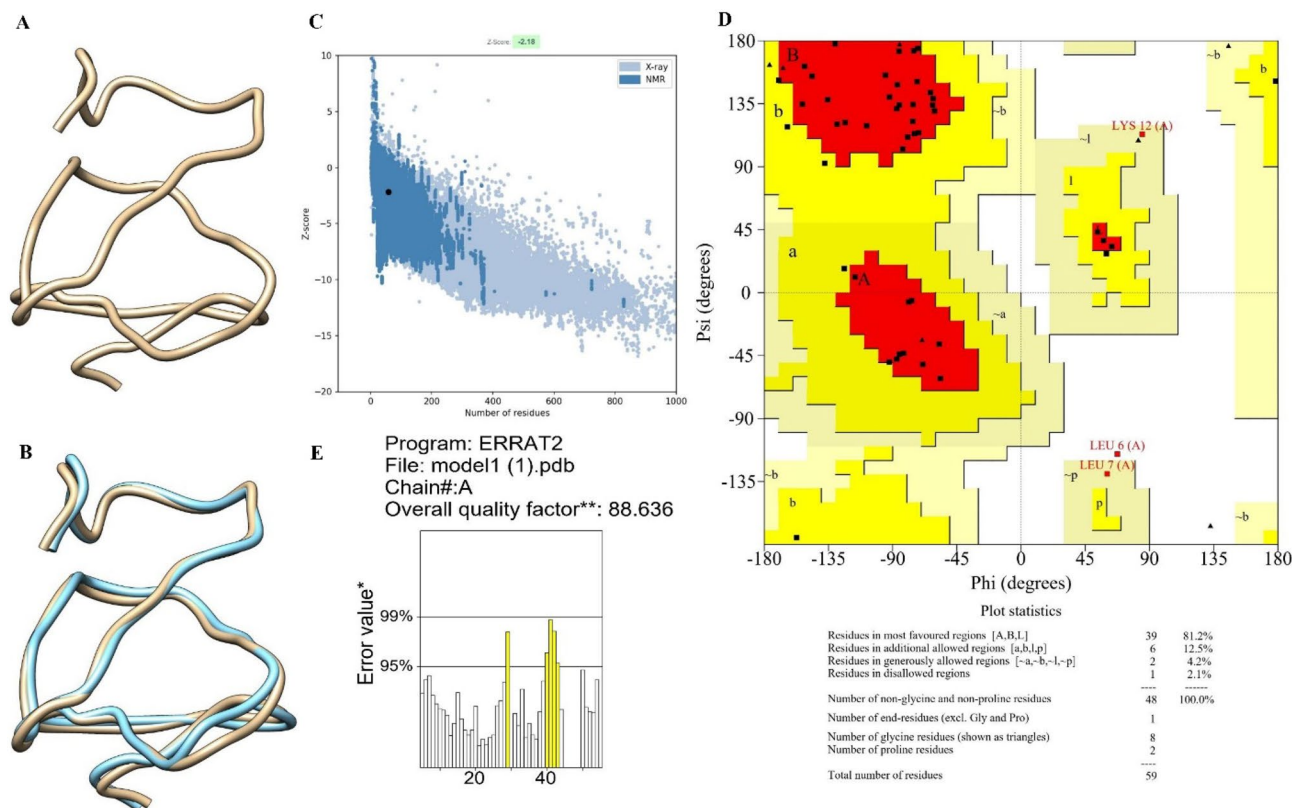 A
B
C
Z-Score: -2.18
X-ray
NMR
10
5
0
−5
−10
−15
−20
Z-score
0
200
400
600
800
1000
Number of residues
E
Program: ERRAT2
File: model1 (1).pdb
Chain#:A
Overall quality factor**: 88.636
Error value*
99%
95%
20
40
D
180
135
90
45
0
-45
-90
-135
-180
Psi (degrees)
B
b
~b
~b
b
LYS 12 (A)
~l
l
a
A
~a
LEU 6 (A)
LEU 7 (A)
~b
b
~p
p
~b
-180
-135
-90
-45
0
45
90
135
180
Phi (degrees)
Plot statistics
Residues in most favoured regions [A,B,L] 39 81.2%
Residues in additional allowed regions [a,b,l,p] 6 12.5%
Residues in generously allowed regions [~a,~b,~l,~p] 2 4.2%
Residues in disallowed regions 1 2.1%
---- ------
Number of non-glycine and non-proline residues 48 100.0%
Number of end-residues (excl. Gly and Pro) 1
Number of glycine residues (shown as triangles) 8
Number of proline residues 2
----
Total number of residues 59